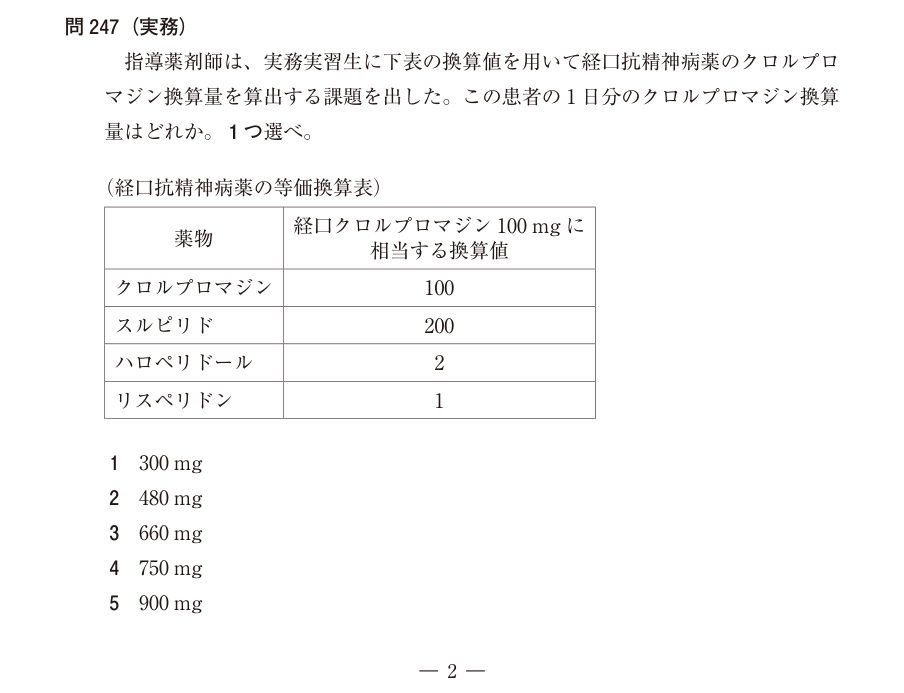 問 247（実務）
指導薬剤師は、実務実習生に下表の換算値を用いて経口抗精神病薬のクロルプロ
マジン換算量を算出する課題を出した。この患者の 1 日分のクロルプロマジン換算
量はどれか。1つ選べ。
（経口抗精神病薬の等価換算表）
薬物 経口クロルプロマジン 100 mg に
相当する換算値
クロルプロマジン 100
スルピリド 200
ハロペリドール 2
リスペリドン 1
1 300 mg
2 480 mg
3 660 mg
4 750 mg
5 900 mg
— 2 —